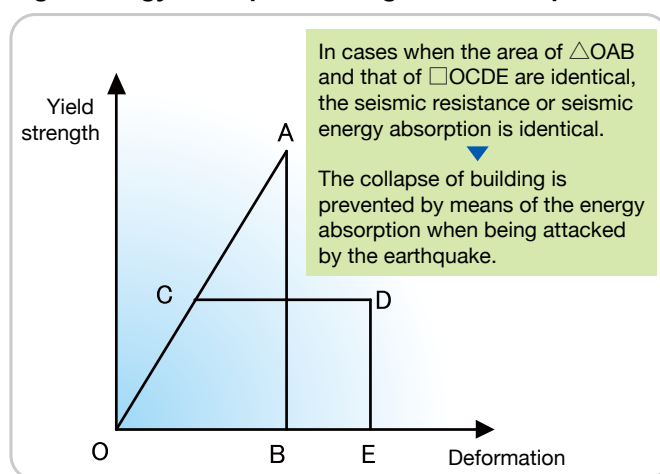 In cases when the area of △OAB
and that of □OCDE are identical,
the seismic resistance or seismic
energy absorption is identical.
The collapse of building is
prevented by means of the energy
absorption when being attacked
by the earthquake.
Yield
strength
A
C
D
O
B
E
Deformation